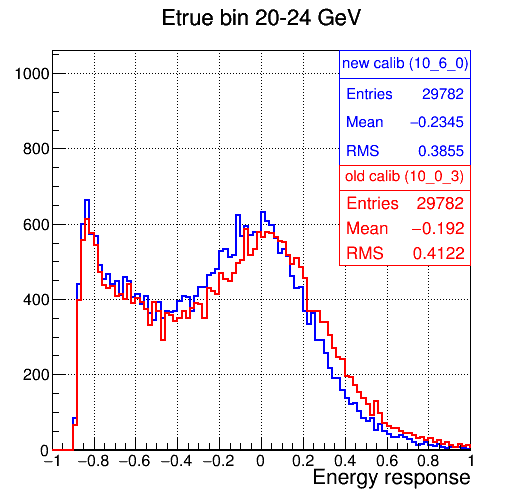 Etrue bin 20-24 GeV
new calib (10_6_0)
Entries 29782
Mean −0.2345
RMS 0.3855
old calib (10_0_3)
Entries 29782
Mean −0.192
RMS 0.4122
1000
800
600
400
200
0
−1 −0.8 −0.6 −0.4 −0.2 0 0.2 0.4 0.6 0.8 1
Energy response